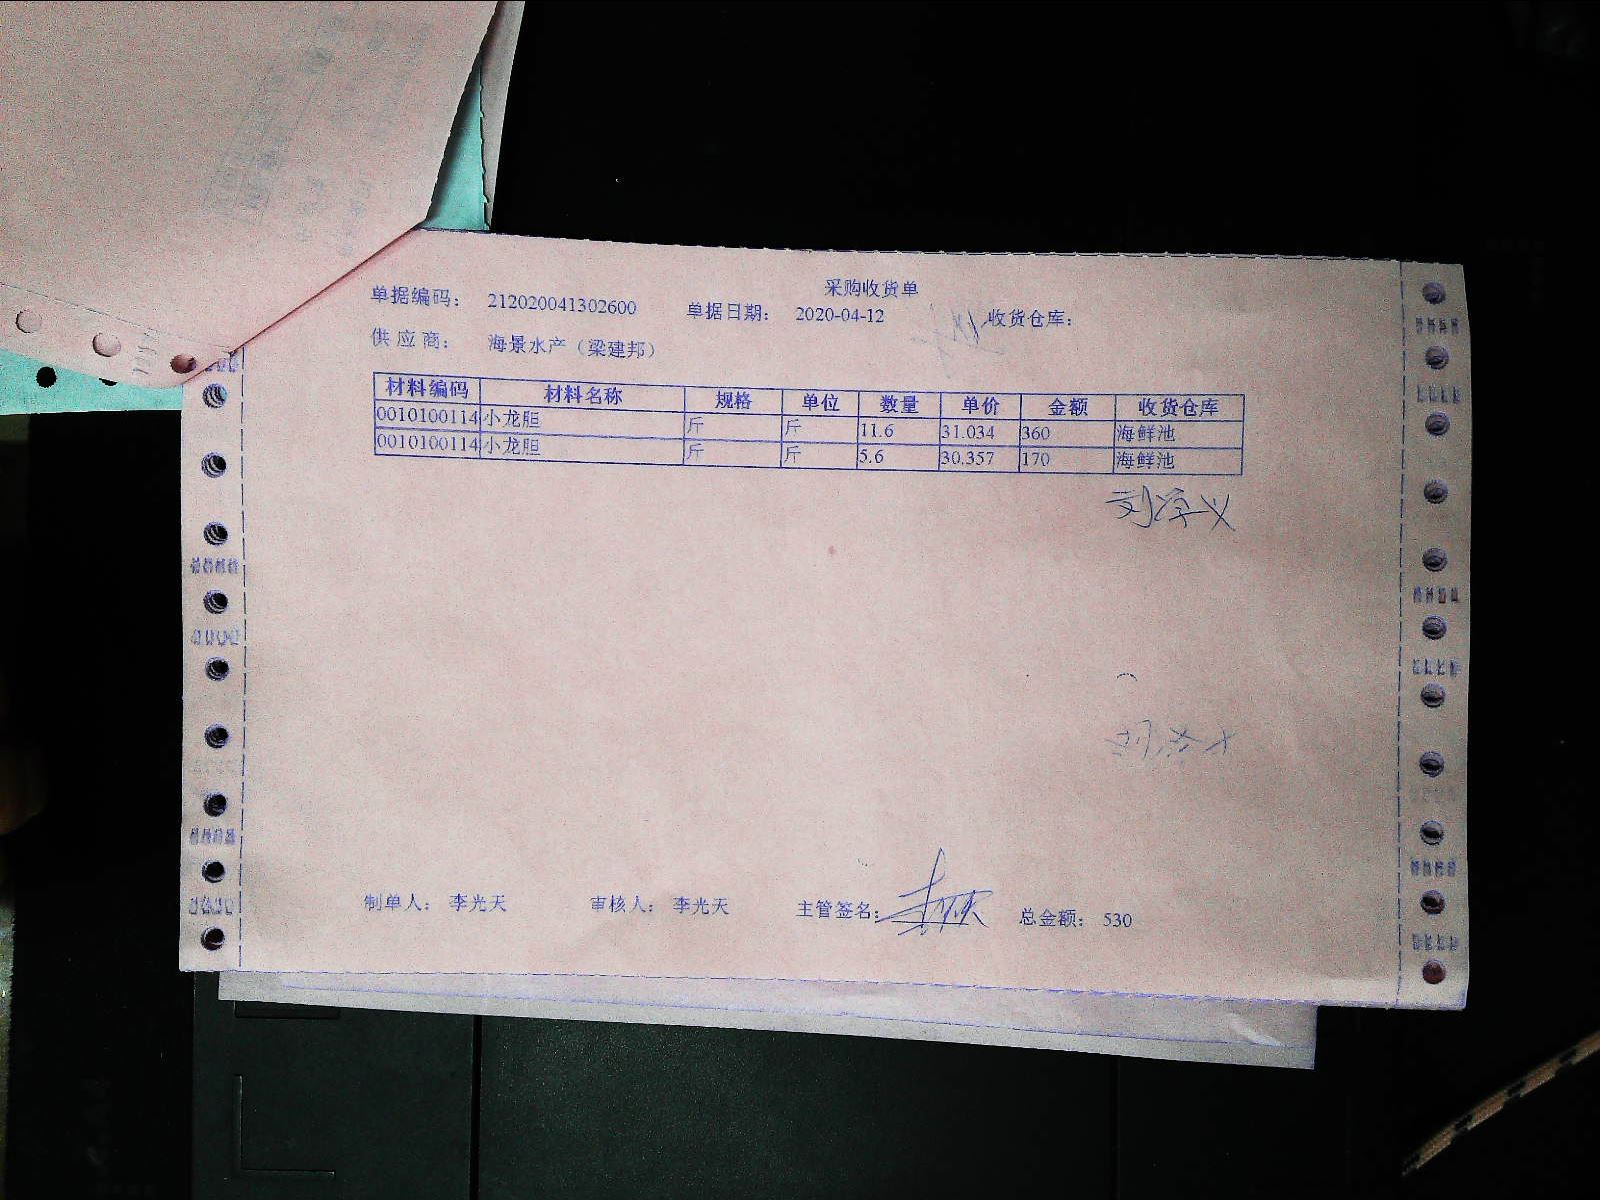 采购收货单
单据编码： 212020041302600 单据日期： 2020-04-12 收货仓库：
供 应 商： 海景水产（梁建邦）
材料编码 材料名称 规格 单位 数量 单价 金额 收货仓库
0010100114 小龙胆 斤 斤 11.6 31.034 360 海鲜池
0010100114 小龙胆 斤 斤 5.6 30.357 170 海鲜池
制单人： 李光天 审核人： 李光天 主管签名： 总金额： 530